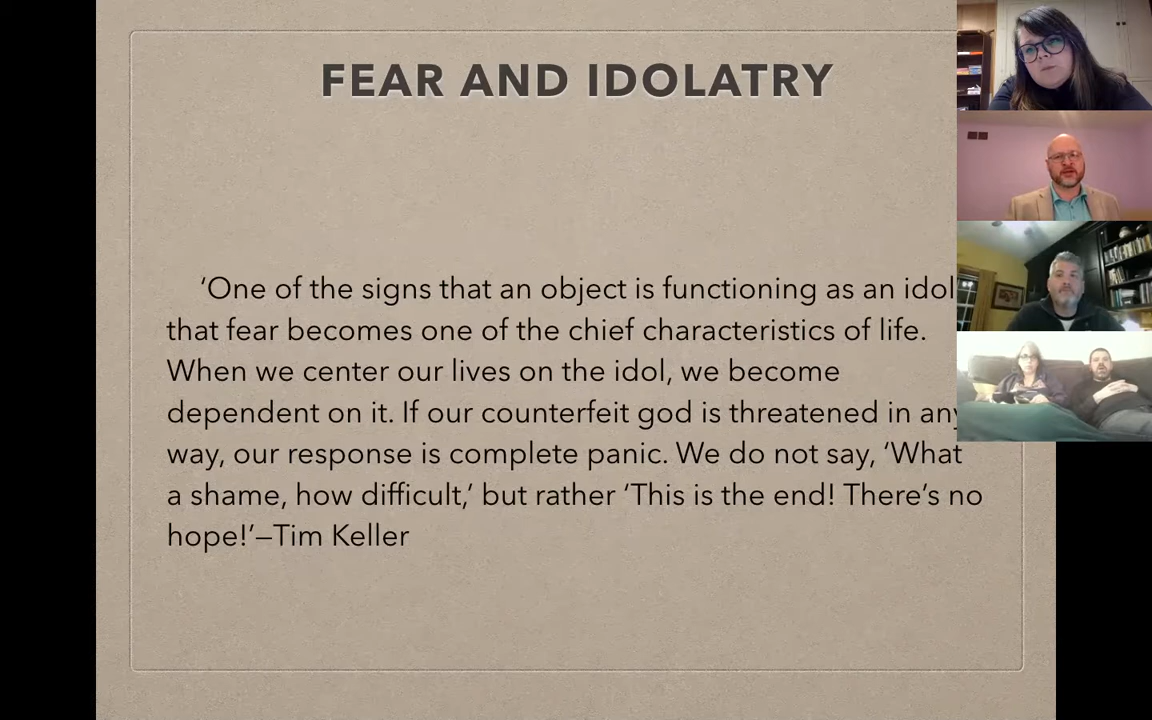 FEAR AND IDOLATRY
‘One of the signs that an object is functioning as an idol
that fear becomes one of the chief characteristics of life.
When we center our lives on the idol, we become
dependent on it. If our counterfeit god is threatened in any
way, our response is complete panic. We do not say, ‘What
a shame, how difficult,’ but rather ‘This is the end! There’s no
hope!’—Tim Keller